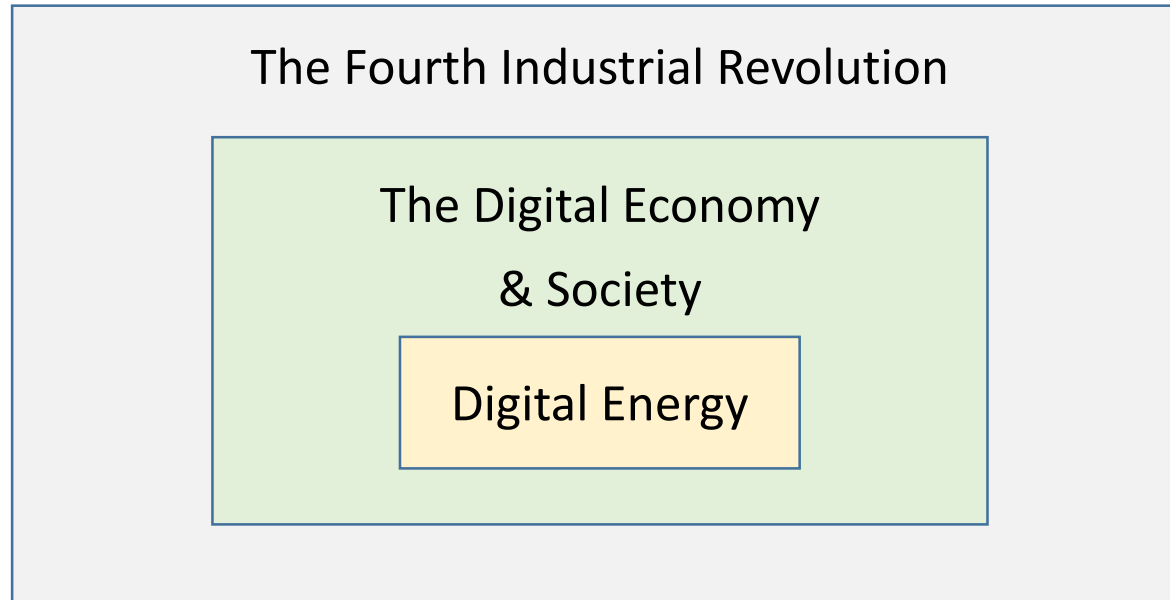 The Fourth Industrial Revolution
The Digital Economy
& Society
Digital Energy